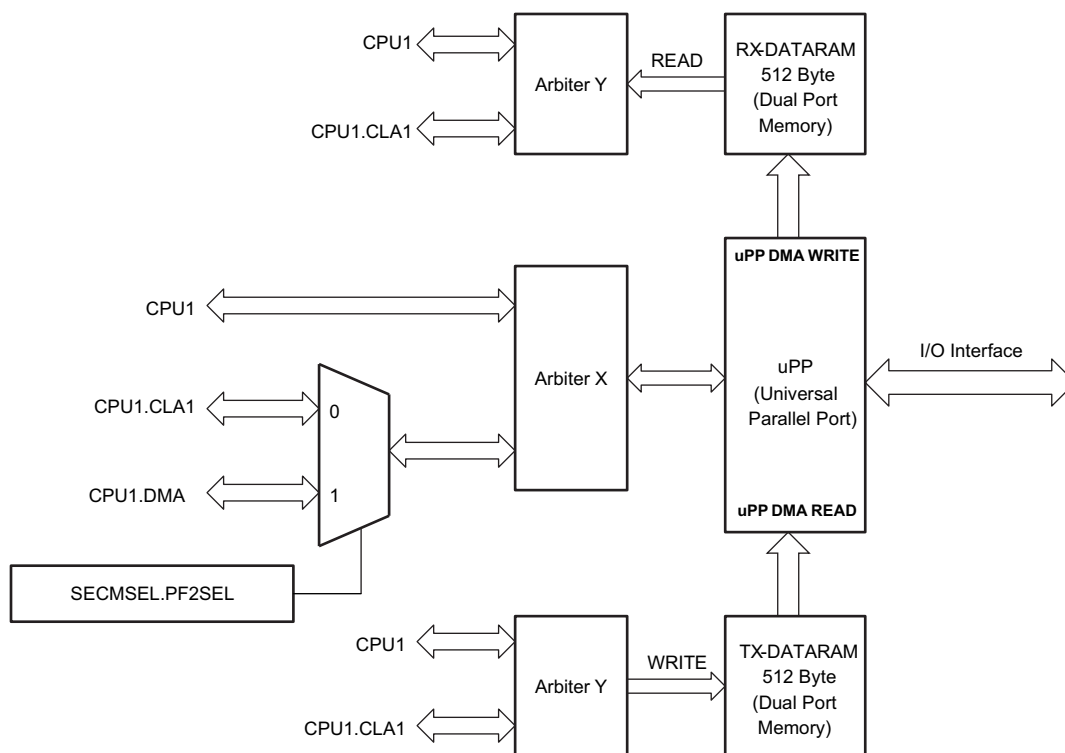 CPU1
CPU1.CLA1
Arbiter Y
READ
RX-DATARAM
512 Byte
(Dual Port
Memory)
uPP DMA WRITE
CPU1
CPU1.CLA1
CPU1.DMA
0
1
Arbiter X
uPP
(Universal
Parallel Port)
I/O Interface
uPP DMA READ
SECMSEL.PF2SEL
CPU1
CPU1.CLA1
Arbiter Y
WRITE
TX-DATARAM
512 Byte
(Dual Port
Memory)